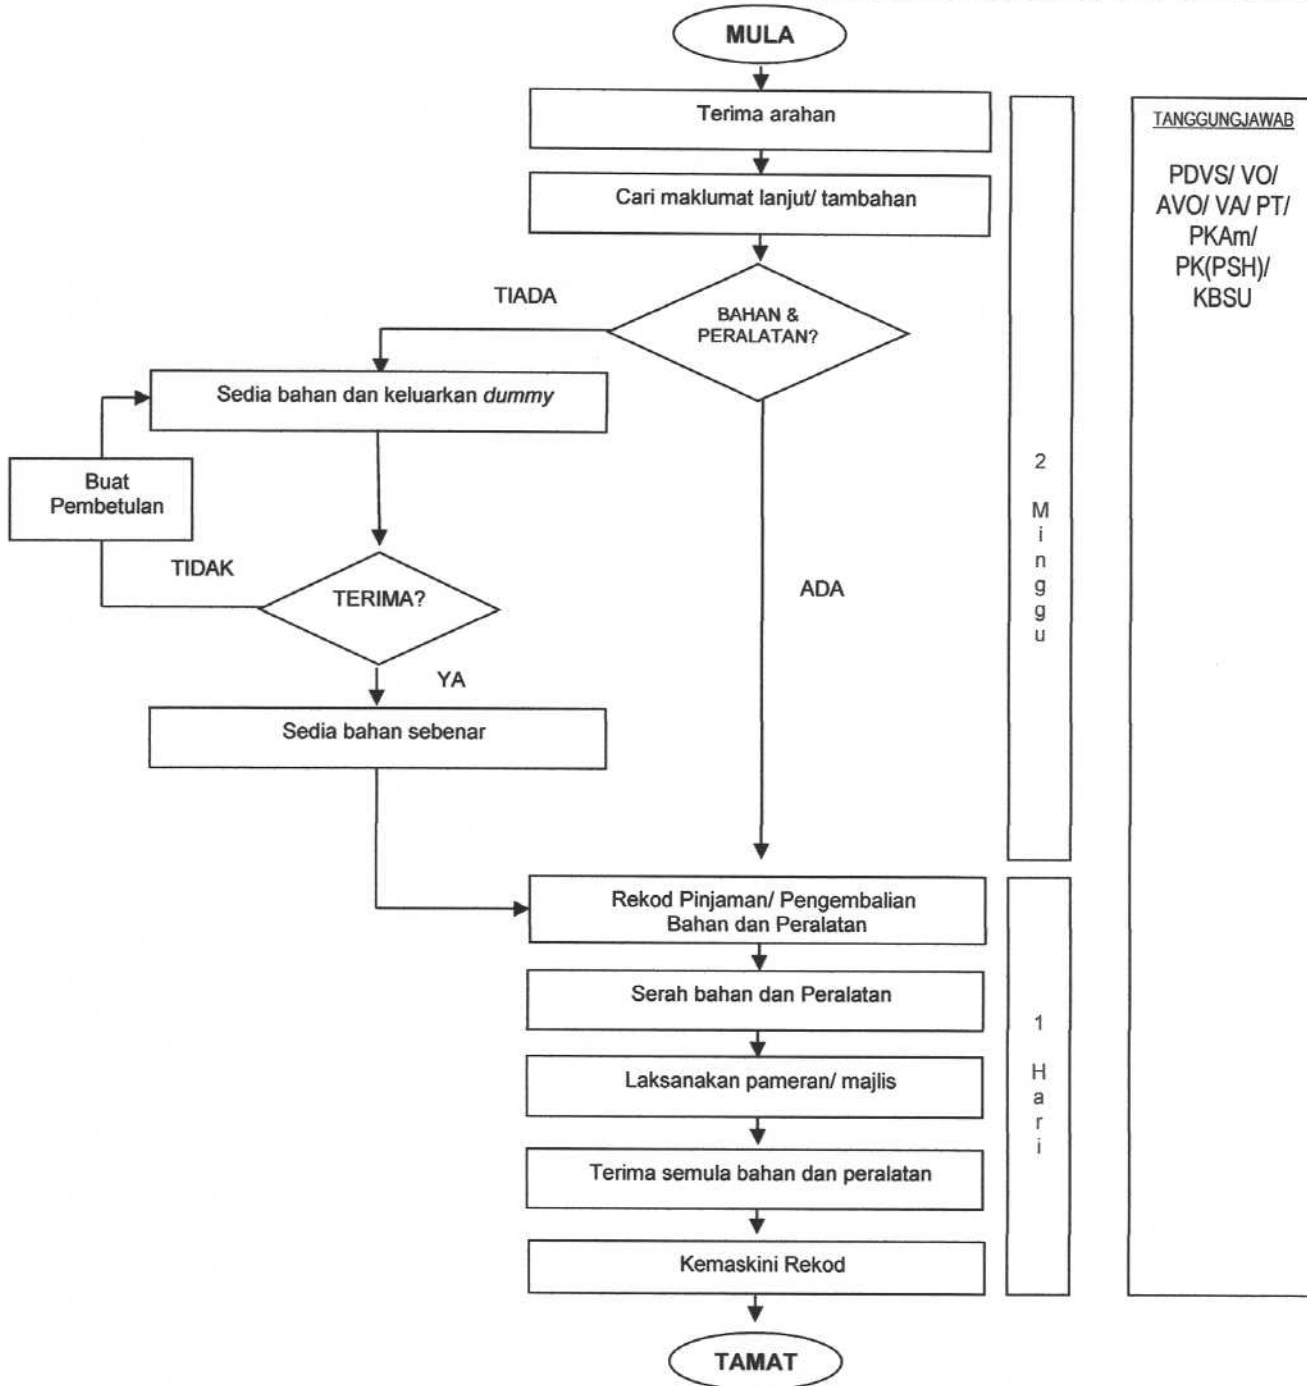 MULA
Terima arahan
TANGGUNGJAWAB
Cari maklumat lanjut/ tambahan
PDVS/ VO/
AVO/ VA/ PT/
PKAm/
PK(PSH)/
KBSU
TIADA
BAHAN &
PERALATAN?
Sedia bahan dan keluarkan dummy
Buat
Pembetulan
2
M
i
n
g
g
u
TIDAK
TERIMA?
ADA
YA
Sedia bahan sebenar
Rekod Pinjaman/ Pengembalian
Bahan dan Peralatan
Serah bahan dan Peralatan
1
H
a
r
i
Laksanakan pameran/ majlis
Terima semula bahan dan peralatan
Kemaskini Rekod
TAMAT